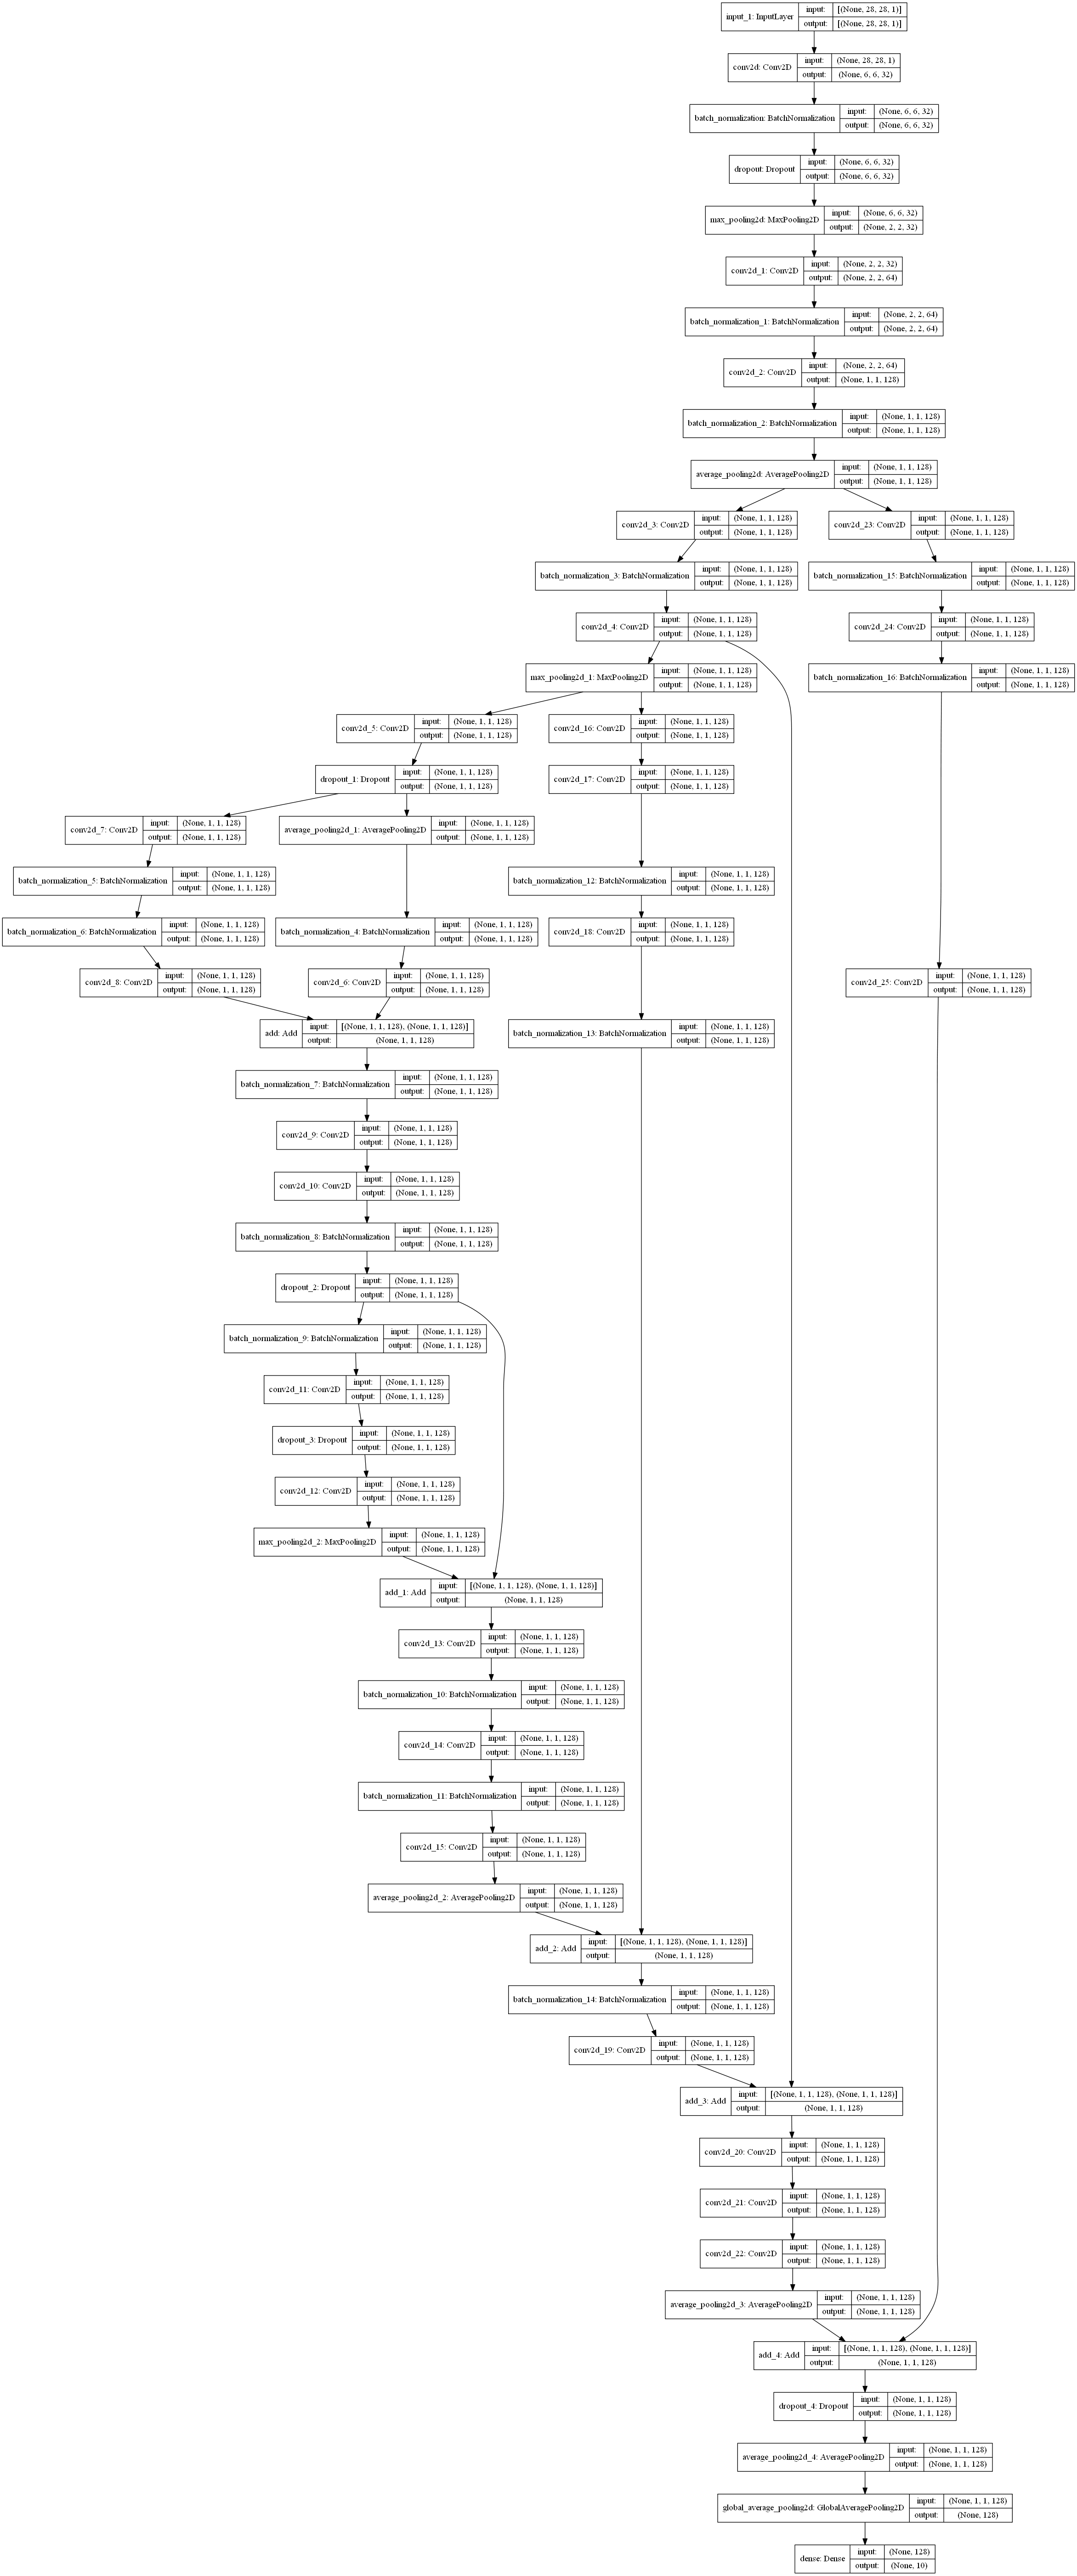 input_1: InputLayer
input: [(None, 28, 28, 1)]
output: [(None, 28, 28, 1)]
conv2d: Conv2D
input: (None, 28, 28, 1)
output: (None, 6, 6, 32)
batch_normalization: BatchNormalization
input: (None, 6, 6, 32)
output: (None, 6, 6, 32)
dropout: Dropout
input: (None, 6, 6, 32)
output: (None, 6, 6, 32)
max_pooling2d: MaxPooling2D
input: (None, 6, 6, 32)
output: (None, 2, 2, 32)
conv2d_1: Conv2D
input: (None, 2, 2, 32)
output: (None, 2, 2, 64)
batch_normalization_1: BatchNormalization
input: (None, 2, 2, 64)
output: (None, 2, 2, 64)
conv2d_2: Conv2D
input: (None, 2, 2, 64)
output: (None, 1, 1, 128)
batch_normalization_2: BatchNormalization
input: (None, 1, 1, 128)
output: (None, 1, 1, 128)
average_pooling2d: AveragePooling2D
input: (None, 1, 1, 128)
output: (None, 1, 1, 128)
conv2d_3: Conv2D
input: (None, 1, 1, 128)
output: (None, 1, 1, 128)
conv2d_23: Conv2D
input: (None, 1, 1, 128)
output: (None, 1, 1, 128)
batch_normalization_3: BatchNormalization
input: (None, 1, 1, 128)
output: (None, 1, 1, 128)
batch_normalization_15: BatchNormalization
input: (None, 1, 1, 128)
output: (None, 1, 1, 128)
conv2d_4: Conv2D
input: (None, 1, 1, 128)
output: (None, 1, 1, 128)
conv2d_24: Conv2D
input: (None, 1, 1, 128)
output: (None, 1, 1, 128)
max_pooling2d_1: MaxPooling2D
input: (None, 1, 1, 128)
output: (None, 1, 1, 128)
batch_normalization_16: BatchNormalization
input: (None, 1, 1, 128)
output: (None, 1, 1, 128)
conv2d_5: Conv2D
input: (None, 1, 1, 128)
output: (None, 1, 1, 128)
conv2d_16: Conv2D
input: (None, 1, 1, 128)
output: (None, 1, 1, 128)
dropout_1: Dropout
input: (None, 1, 1, 128)
output: (None, 1, 1, 128)
conv2d_17: Conv2D
input: (None, 1, 1, 128)
output: (None, 1, 1, 128)
conv2d_7: Conv2D
input: (None, 1, 1, 128)
output: (None, 1, 1, 128)
average_pooling2d_1: AveragePooling2D
input: (None, 1, 1, 128)
output: (None, 1, 1, 128)
batch_normalization_5: BatchNormalization
input: (None, 1, 1, 128)
output: (None, 1, 1, 128)
batch_normalization_12: BatchNormalization
input: (None, 1, 1, 128)
output: (None, 1, 1, 128)
batch_normalization_6: BatchNormalization
input: (None, 1, 1, 128)
output: (None, 1, 1, 128)
batch_normalization_4: BatchNormalization
input: (None, 1, 1, 128)
output: (None, 1, 1, 128)
conv2d_18: Conv2D
input: (None, 1, 1, 128)
output: (None, 1, 1, 128)
conv2d_8: Conv2D
input: (None, 1, 1, 128)
output: (None, 1, 1, 128)
conv2d_6: Conv2D
input: (None, 1, 1, 128)
output: (None, 1, 1, 128)
conv2d_25: Conv2D
input: (None, 1, 1, 128)
output: (None, 1, 1, 128)
add: Add
input: [(None, 1, 1, 128), (None, 1, 1, 128)]
output: (None, 1, 1, 128)
batch_normalization_13: BatchNormalization
input: (None, 1, 1, 128)
output: (None, 1, 1, 128)
batch_normalization_7: BatchNormalization
input: (None, 1, 1, 128)
output: (None, 1, 1, 128)
conv2d_9: Conv2D
input: (None, 1, 1, 128)
output: (None, 1, 1, 128)
conv2d_10: Conv2D
input: (None, 1, 1, 128)
output: (None, 1, 1, 128)
batch_normalization_8: BatchNormalization
input: (None, 1, 1, 128)
output: (None, 1, 1, 128)
dropout_2: Dropout
input: (None, 1, 1, 128)
output: (None, 1, 1, 128)
batch_normalization_9: BatchNormalization
input: (None, 1, 1, 128)
output: (None, 1, 1, 128)
conv2d_11: Conv2D
input: (None, 1, 1, 128)
output: (None, 1, 1, 128)
dropout_3: Dropout
input: (None, 1, 1, 128)
output: (None, 1, 1, 128)
conv2d_12: Conv2D
input: (None, 1, 1, 128)
output: (None, 1, 1, 128)
max_pooling2d_2: MaxPooling2D
input: (None, 1, 1, 128)
output: (None, 1, 1, 128)
add_1: Add
input: [(None, 1, 1, 128), (None, 1, 1, 128)]
output: (None, 1, 1, 128)
conv2d_13: Conv2D
input: (None, 1, 1, 128)
output: (None, 1, 1, 128)
batch_normalization_10: BatchNormalization
input: (None, 1, 1, 128)
output: (None, 1, 1, 128)
conv2d_14: Conv2D
input: (None, 1, 1, 128)
output: (None, 1, 1, 128)
batch_normalization_11: BatchNormalization
input: (None, 1, 1, 128)
output: (None, 1, 1, 128)
conv2d_15: Conv2D
input: (None, 1, 1, 128)
output: (None, 1, 1, 128)
average_pooling2d_2: AveragePooling2D
input: (None, 1, 1, 128)
output: (None, 1, 1, 128)
add_2: Add
input: [(None, 1, 1, 128), (None, 1, 1, 128)]
output: (None, 1, 1, 128)
batch_normalization_14: BatchNormalization
input: (None, 1, 1, 128)
output: (None, 1, 1, 128)
conv2d_19: Conv2D
input: (None, 1, 1, 128)
output: (None, 1, 1, 128)
add_3: Add
input: [(None, 1, 1, 128), (None, 1, 1, 128)]
output: (None, 1, 1, 128)
conv2d_20: Conv2D
input: (None, 1, 1, 128)
output: (None, 1, 1, 128)
conv2d_21: Conv2D
input: (None, 1, 1, 128)
output: (None, 1, 1, 128)
conv2d_22: Conv2D
input: (None, 1, 1, 128)
output: (None, 1, 1, 128)
average_pooling2d_3: AveragePooling2D
input: (None, 1, 1, 128)
output: (None, 1, 1, 128)
add_4: Add
input: [(None, 1, 1, 128), (None, 1, 1, 128)]
output: (None, 1, 1, 128)
dropout_4: Dropout
input: (None, 1, 1, 128)
output: (None, 1, 1, 128)
average_pooling2d_4: AveragePooling2D
input: (None, 1, 1, 128)
output: (None, 1, 1, 128)
global_average_pooling2d: GlobalAveragePooling2D
input: (None, 1, 1, 128)
output: (None, 128)
dense: Dense
input: (None, 128)
output: (None, 10)